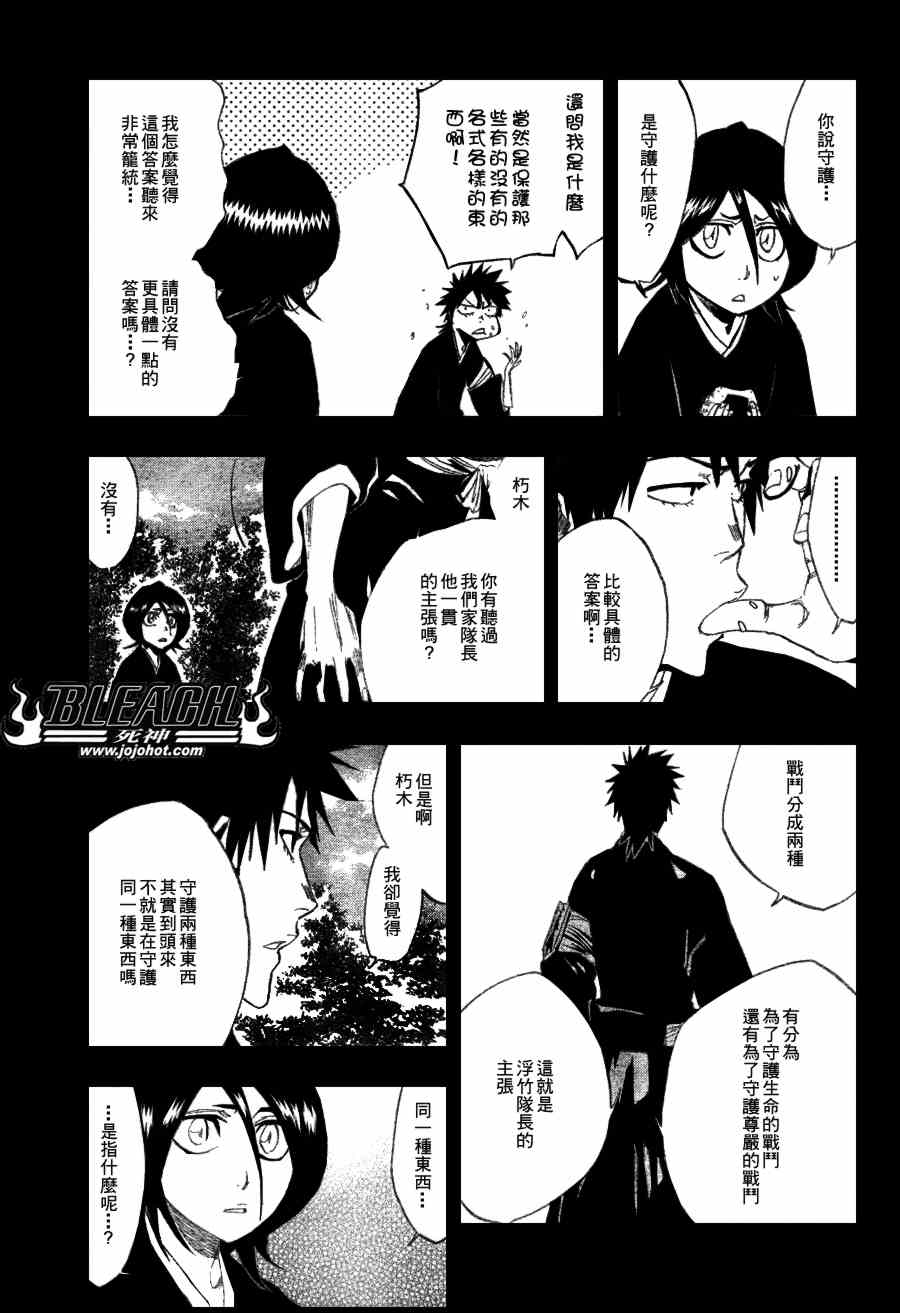 你說守護…
是守護什麼呢？
還問我是什麼
當然是保護那
些有的沒有的
各式各樣的東
西啊！
我怎麼覺得
這個答案聽來
非常籠統…
請問沒有
更具體一點的
答案嗎…？
…………
比較具體的
答案啊…
朽木
你有聽過
我們家隊長
他一貫
的主張嗎？
沒有…
BLEACH
死神
www.jojohot.com
戰鬥分成兩種
有分為
為了守護生命的戰鬥
還有為了守護尊嚴的戰鬥
這就是
浮竹隊長的
主張
但是啊
朽木
我卻覺得
守護兩種東西
其實到頭來
不就是在守護
同一種東西嗎
同一種東西…
…是指什麼呢…？